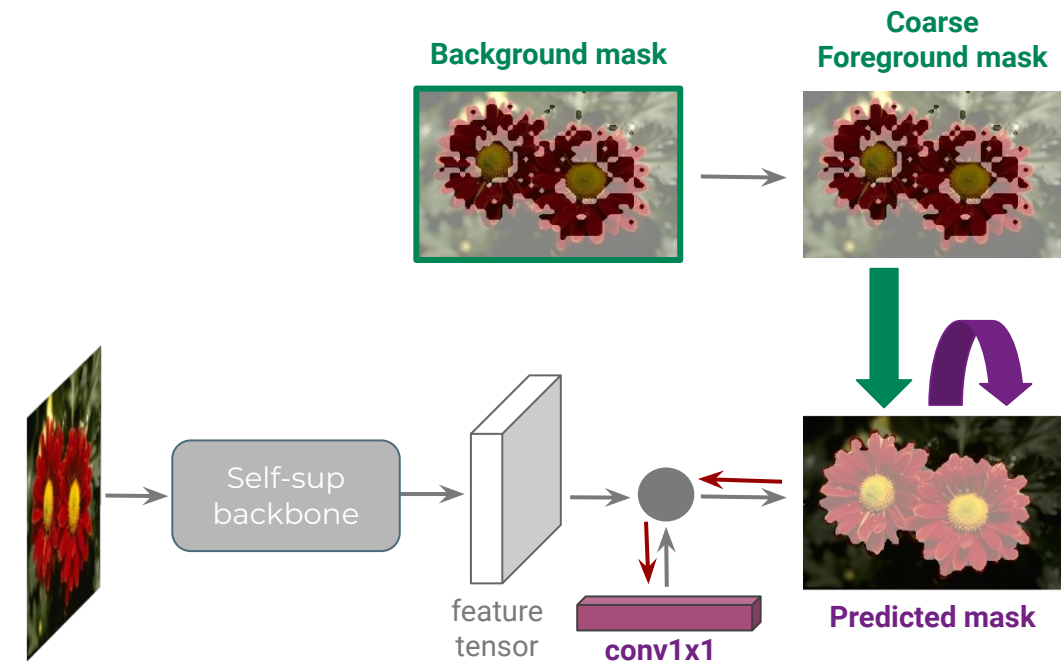 Background mask
Coarse
Foreground mask
Self-sup
backbone
feature
tensor
conv1x1
Predicted mask